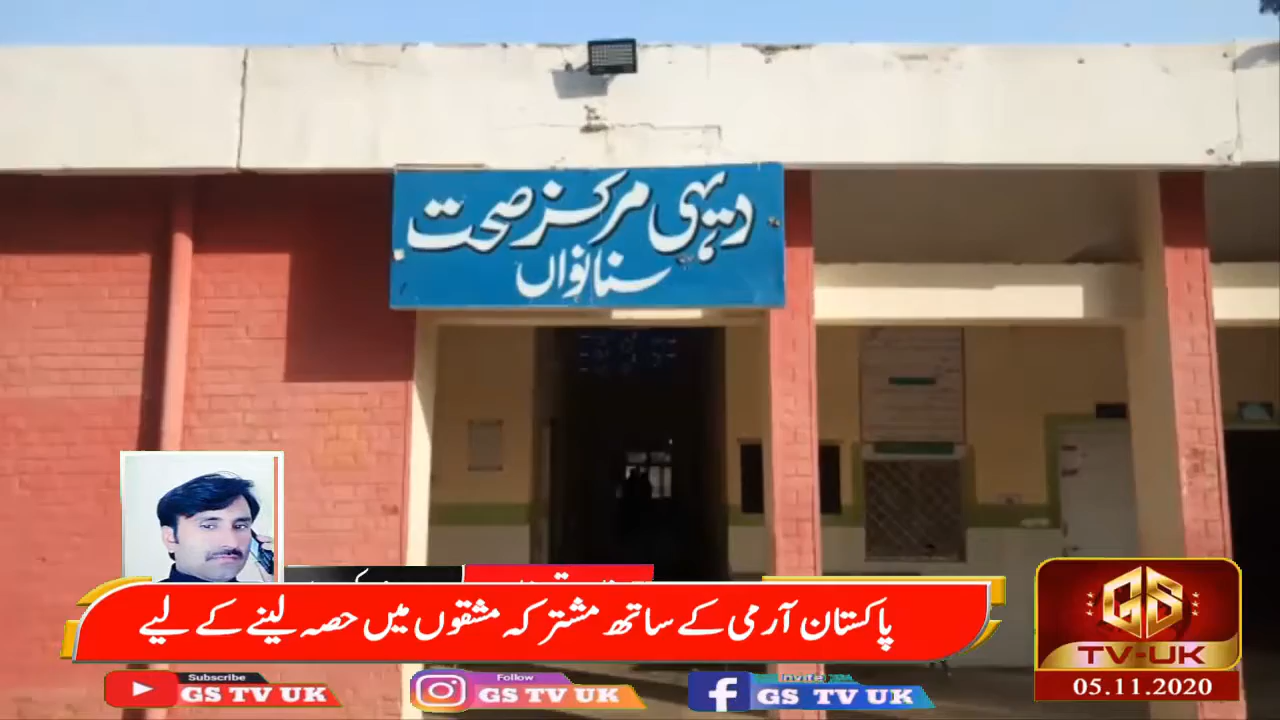 دیہی مرکز صحت
سنانواں
پاکستان آرمی کے ساتھ مشترکہ مشقوں میں حصہ لینے کے لیے
Subscribe
GS TV UK
Follow
GS TV UK
Invite
GS TV UK
GS
TV-UK
05.11.2020